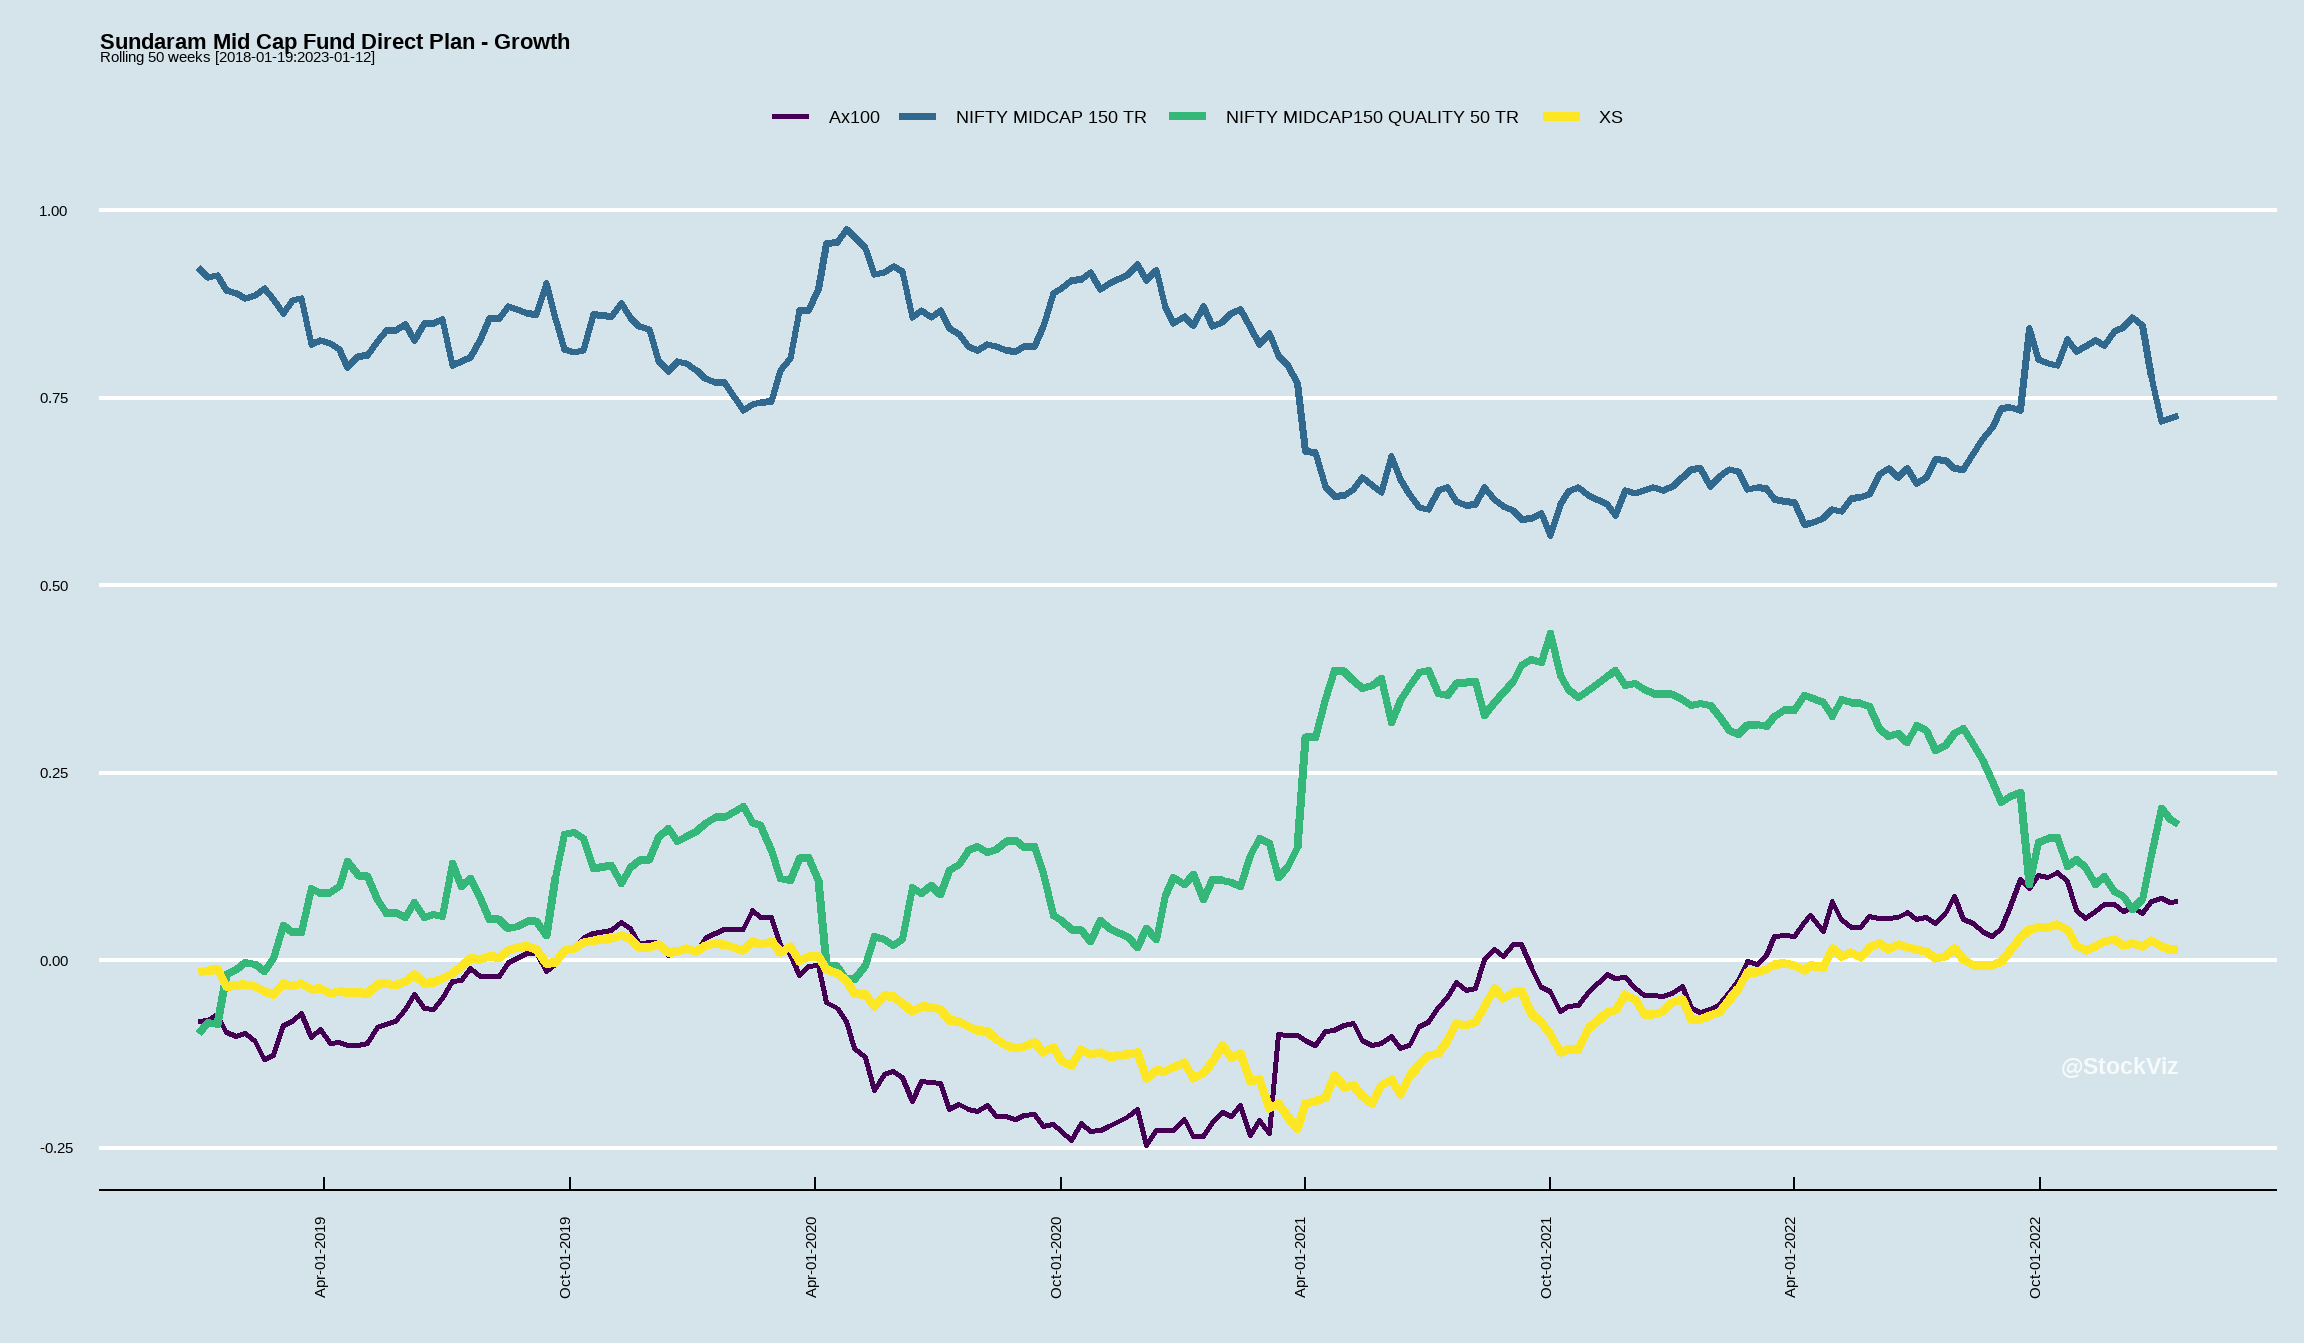 Sundaram Mid Cap Fund Direct Plan - Growth
Rolling 50 weeks [2018-01-19:2023-01-12]
Ax100 NIFTY MIDCAP 150 TR NIFTY MIDCAP150 QUALITY 50 TR XS
1.00
0.75
0.50
0.25
0.00
@StockViz
-0.25
Apr-01-2019 Oct-01-2019 Apr-01-2020 Oct-01-2020 Apr-01-2021 Oct-01-2021 Apr-01-2022 Oct-01-2022